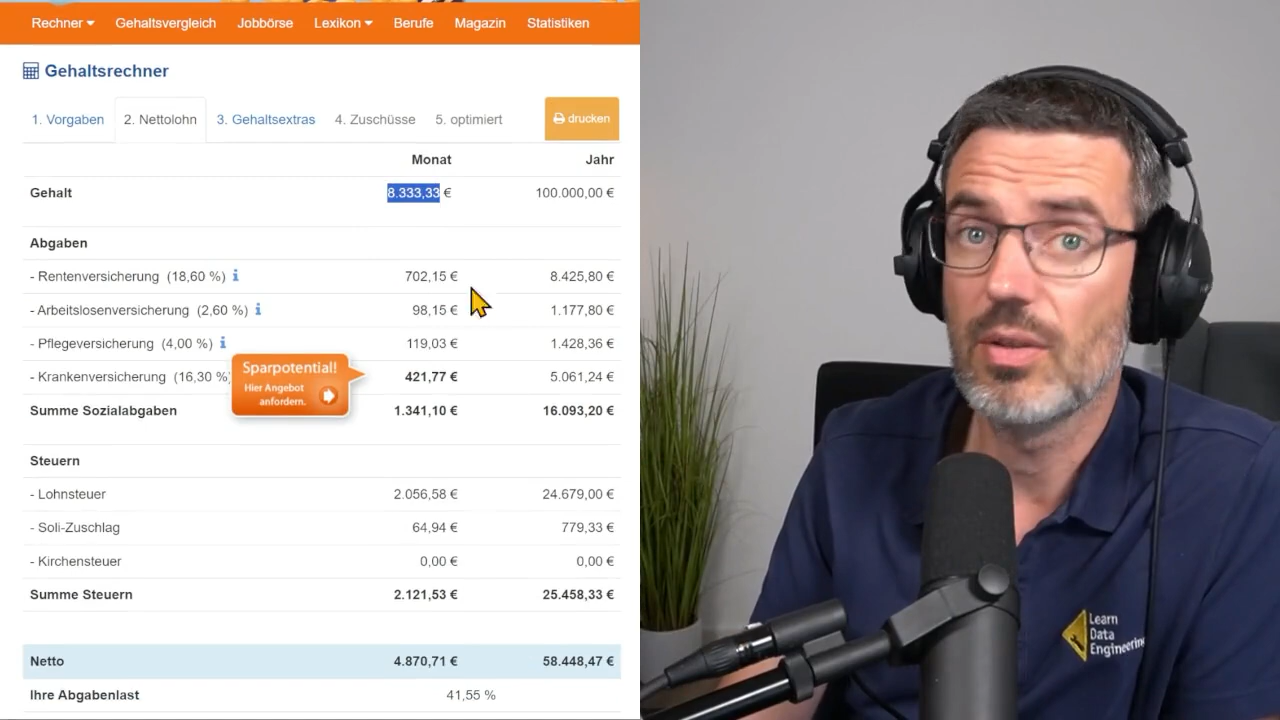 Rechner Gehaltsvergleich Jobbörse Lexikon Berufe Magazin Statistiken
Gehaltsrechner
1. Vorgaben 2. Nettolohn 3. Gehaltsextras 4. Zuschüsse 5. optimiert drucken
Monat Jahr
Gehalt 8.333,33 € 100.000,00 €
Abgaben
- Rentenversicherung (18,60 %) 702,15 € 8.425,80 €
- Arbeitslosenversicherung (2,60 %) 98,15 € 1.177,80 €
- Pflegeversicherung (4,00 %) 119,03 € 1.428,36 €
- Krankenversicherung (16,30 % 421,77 € 5.061,24 €
Sparpotential!
Hier Angebot
anfordern.
Summe Sozialabgaben 1.341,10 € 16.093,20 €
Steuern
- Lohnsteuer 2.056,58 € 24.679,00 €
- Soli-Zuschlag 64,94 € 779,33 €
- Kirchensteuer 0,00 € 0,00 €
Summe Steuern 2.121,53 € 25.458,33 €
Netto 4.870,71 € 58.448,47 €
Ihre Abgabenlast 41,55 %
Learn
Data
Engineering